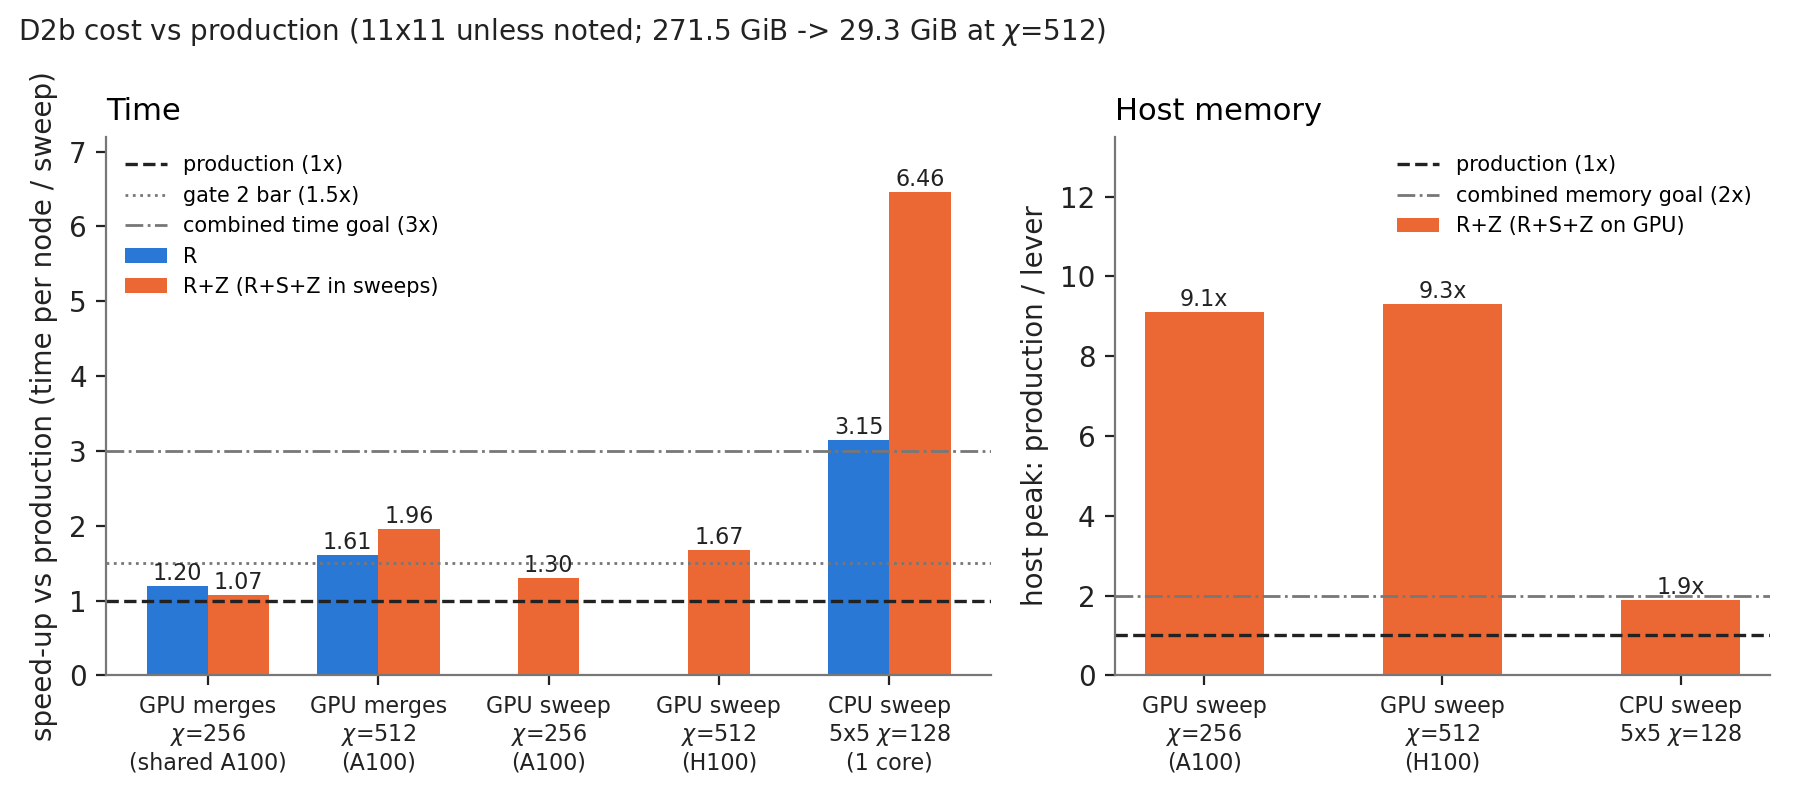 D2b cost vs production (11x11 unless noted; 271.5 GiB -> 29.3 GiB at χ=512)
Time
speed-up vs production (time per node / sweep)
7
6
5
4
3
2
1
0
production (1x)
gate 2 bar (1.5x)
combined time goal (3x)
R
R+Z (R+S+Z in sweeps)
1.20
1.07
1.61
1.96
1.30
1.67
3.15
6.46
GPU merges
χ=256
(shared A100)
GPU merges
χ=512
(A100)
GPU sweep
χ=256
(A100)
GPU sweep
χ=512
(H100)
CPU sweep
5x5 χ=128
(1 core)
Host memory
host peak: production / lever
12
10
8
6
4
2
0
production (1x)
combined memory goal (2x)
R+Z (R+S+Z on GPU)
9.1x
9.3x
1.9x
GPU sweep
χ=256
(A100)
GPU sweep
χ=512
(H100)
CPU sweep
5x5 χ=128